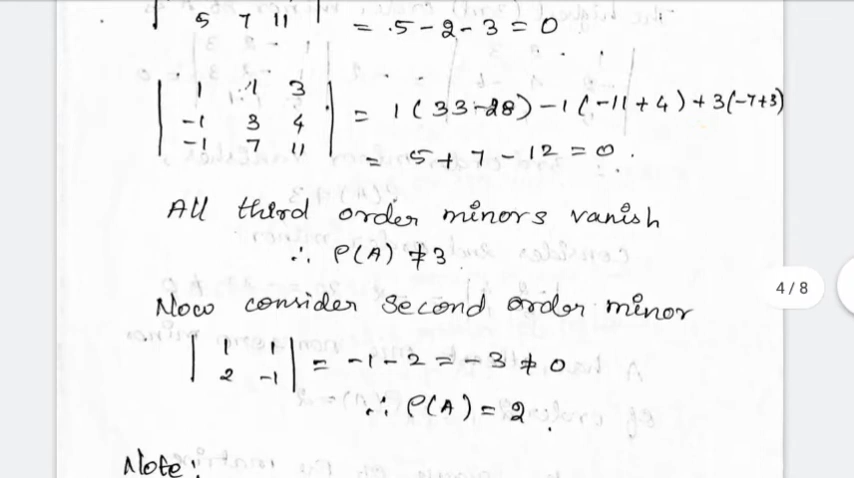 | 5 7 11 | = .5 - 2 - 3 = 0
| 1 1 3 |
| -1 3 4 | = 1 ( 33 - 28 ) - 1 ( -11 + 4 ) + 3 (-7+3)
| -1 7 11 |
= 5 + 7 - 12 = 0 .
All third order minors vanish
∴ ρ(A) ≠ 3
4 / 8
Now consider second order minor
| 1 1 |
| 2 -1 | = -1 - 2 = -3 ≠ 0
∴ ρ(A) = 2 .
Note: